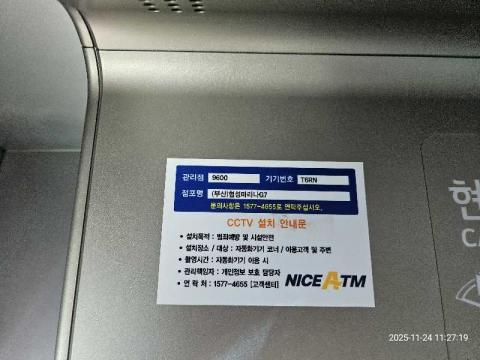 관리점 9600 기기번호 T6RN
점포명 (부산)협성마리나G7
문의사항은 1577-4655로 연락주십시오.
CCTV 설치 안내문
• 설치목적 : 범죄예방 및 시설안전
• 설치장소 / 대상 : 자동화기기 코너 / 이용고객 및 주변
• 촬영시간 : 자동화기기 이용 시
• 관리책임자 : 개인정보 보호 담당자
• 연 락 처 : 1577-4655 [고객센터]
NICE ATM
현
CA
2025-11-24 11:27:19